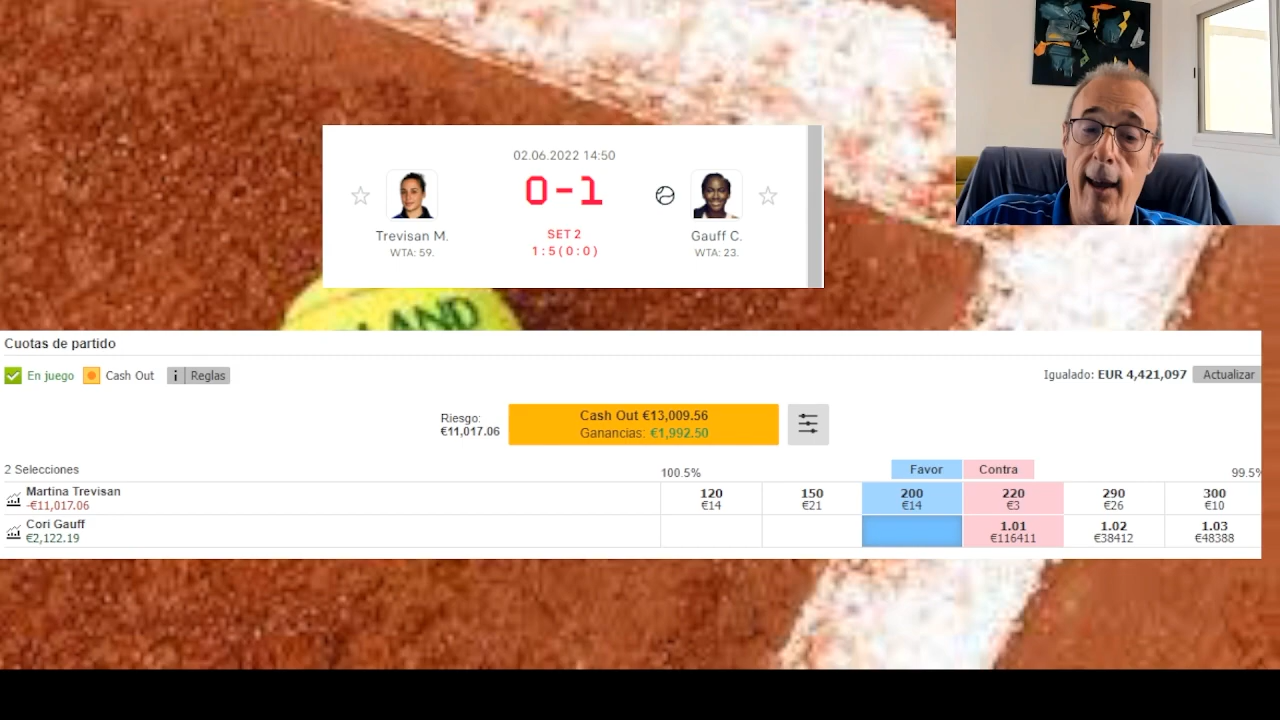 02.06.2022 14:50
0-1
Trevisan M.
WTA: 59.
SET 2
1:5(0:0)
Gauff C.
WTA: 23.
LAND
Cuotas de partido
En juego Cash Out i Reglas
Igualado: EUR 4,421,097 Actualizar
Riesgo:
€11,017.06
Cash Out €13,009.56
Ganancias: €1,992.50
2 Selecciones 100.5% Favor Contra 99.5%
Martina Trevisan 120 150 200 220 290 300
-€11,017.06 €14 €21 €14 €3 €26 €10
Cori Gauff 1.01 1.02 1.03
€2,122.19 €116411 €38412 €48388